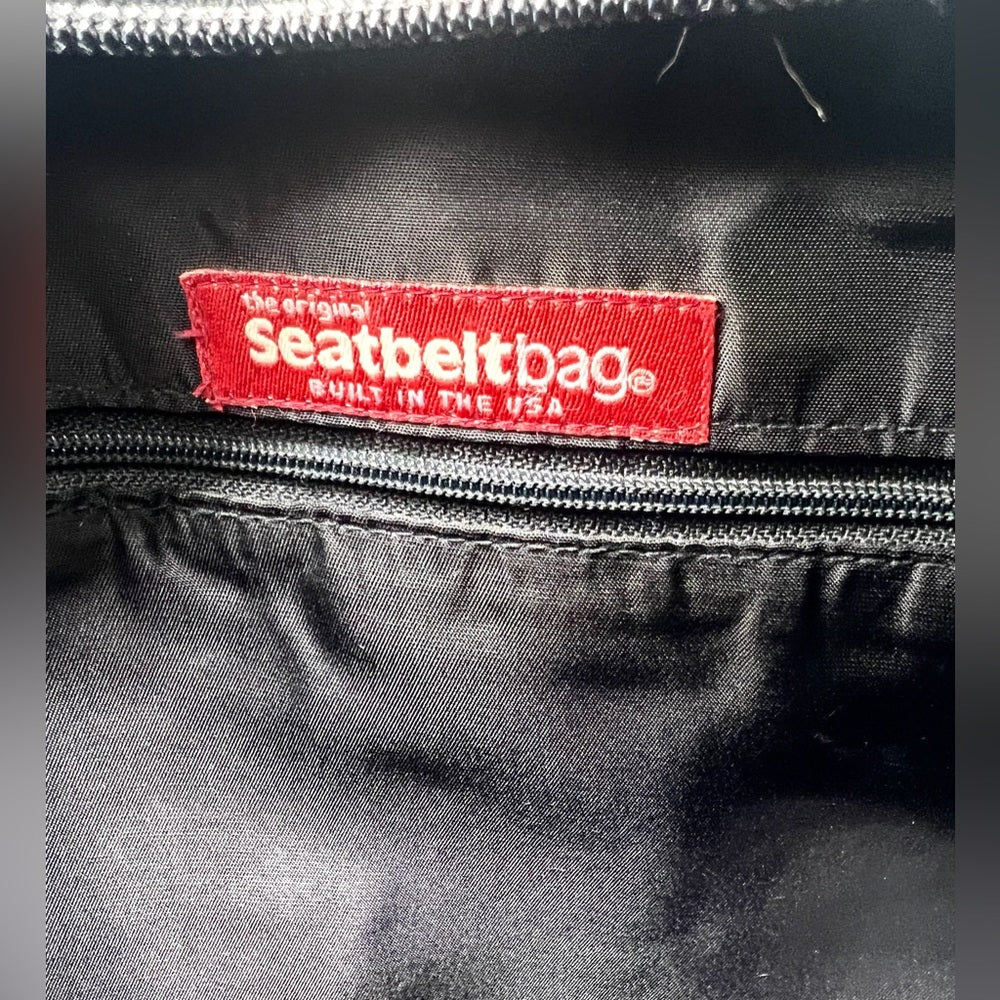 the original
Seatbeltbag®
BUILT IN THE USA